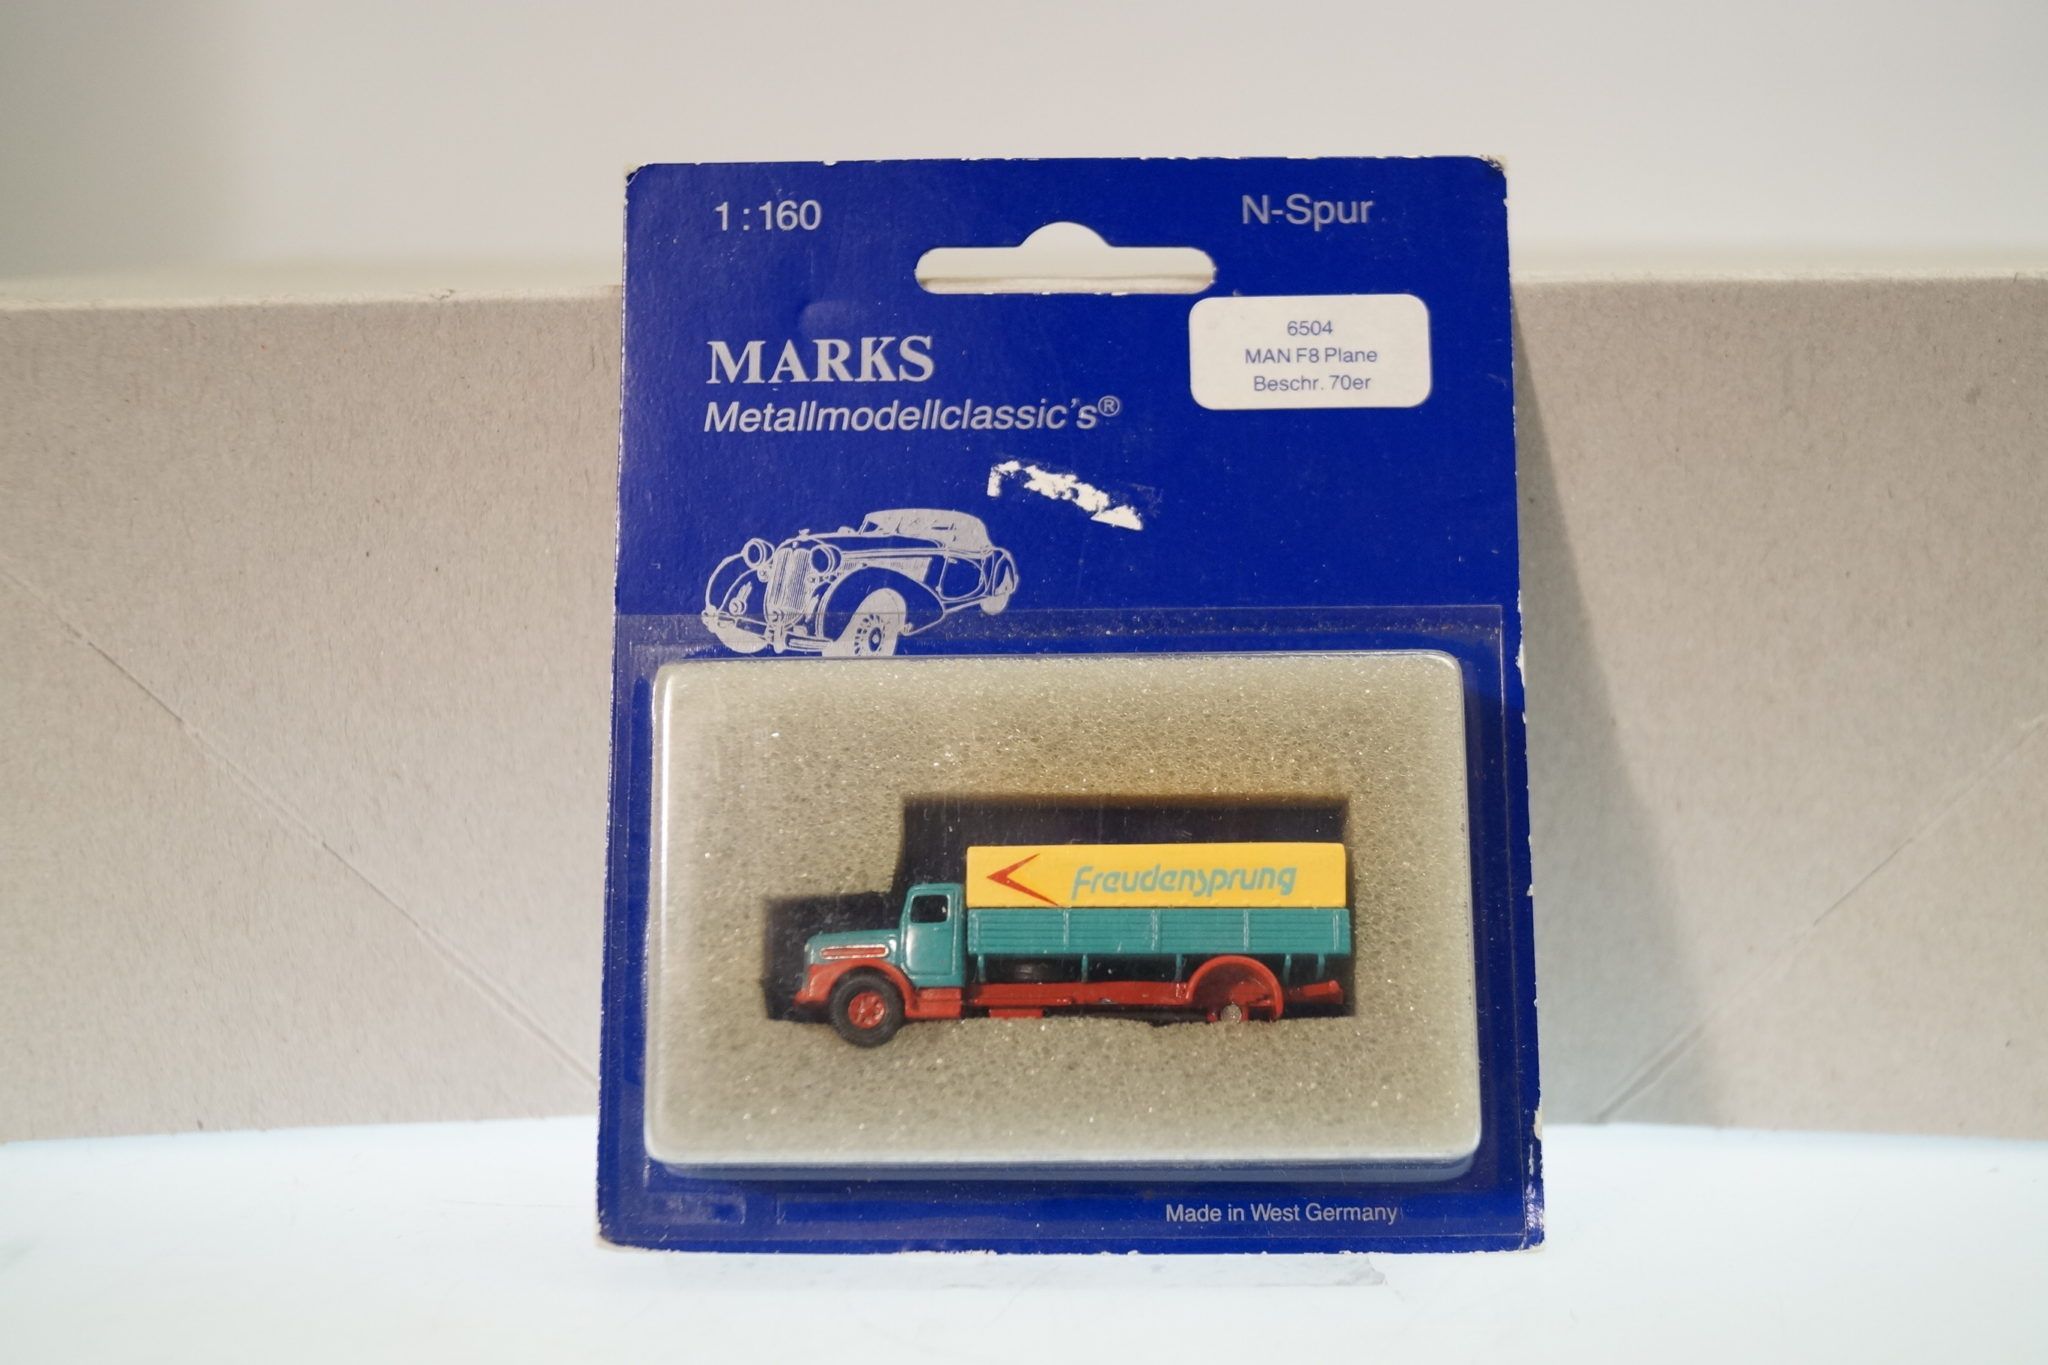 1:160
N-Spur
6504
MAN F8 Plane
Beschr. 70er
MARKS
Metallmodellclassic's®
Freudensprung
Made in West Germany